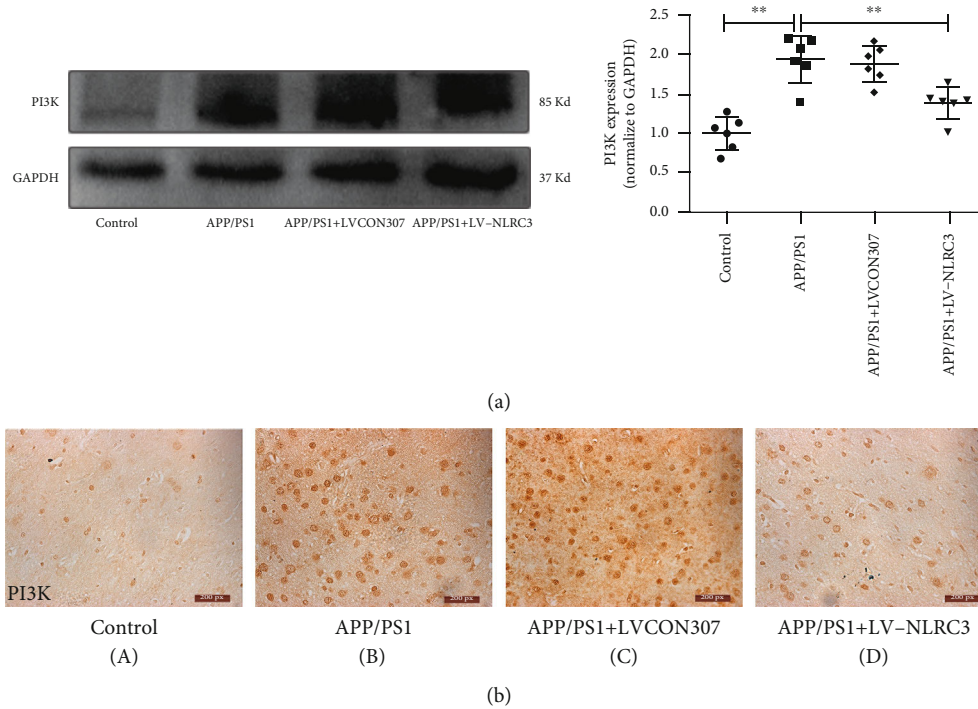 PI3K
85 Kd
GAPDH
37 Kd
Control
APP/PS1
APP/PS1+LVCON307
APP/PS1+LV–NLRC3
PI3K expression
(normalize to GAPDH)
2.5
2.0
1.5
1.0
0.5
0.0
**
**
Control
APP/PS1
APP/PS1+LVCON307
APP/PS1+LV–NLRC3
(a)
PI3K
200 px
200 px
200 px
200 px
Control
APP/PS1
APP/PS1+LVCON307
APP/PS1+LV–NLRC3
(A)
(B)
(C)
(D)
(b)